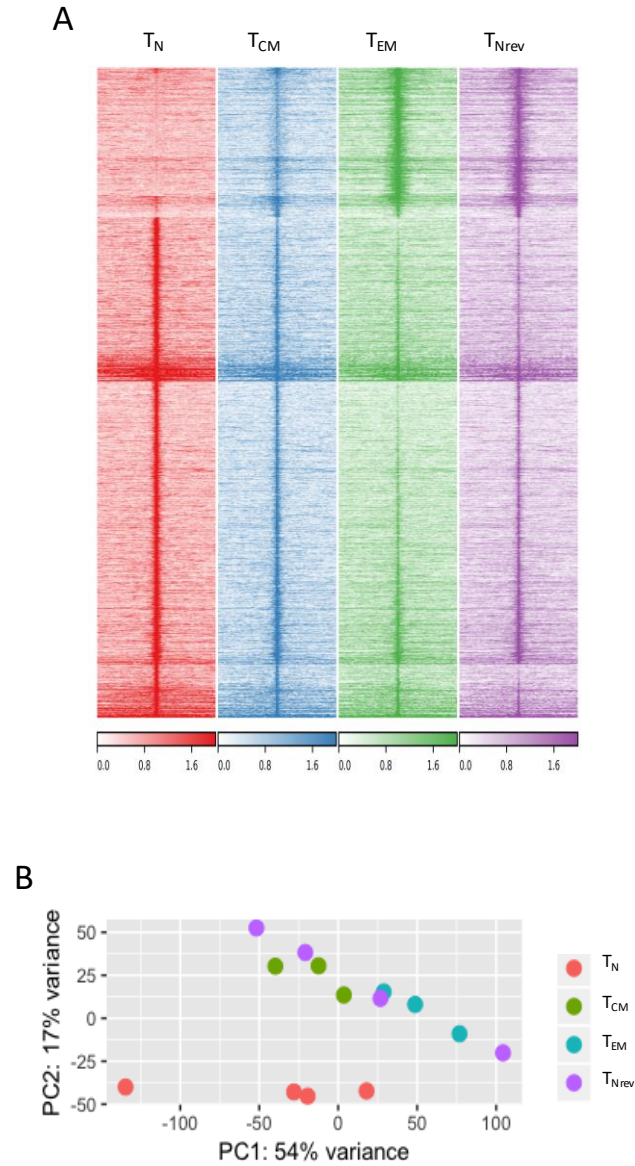 A
TN TCM TEM TNrev
0.0 0.8 1.6 0.0 0.8 1.6 0.0 0.8 1.6 0.0 0.8 1.6
B
PC2: 17% variance
50
25
0
-25
-50
-100 -50 0 50 100
PC1: 54% variance
TN
TCM
TEM
TNrev